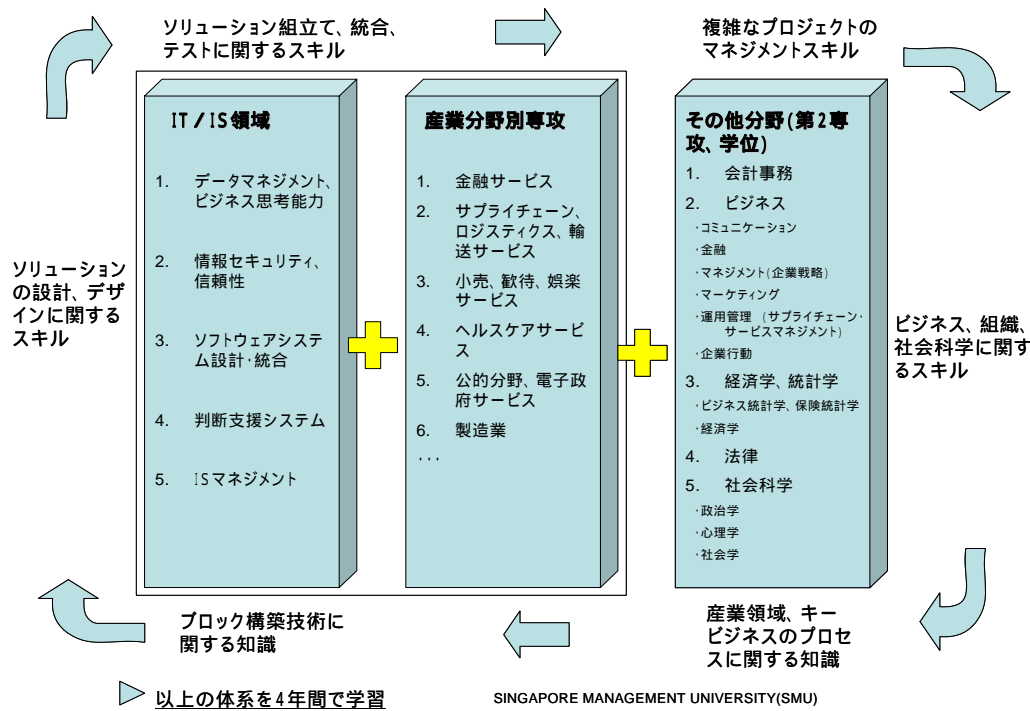 ソリューション組立て、統合、
テストに関するスキル
複雑なプロジェクトの
マネジメントスキル
IT / IS領域
1. データマネジメント、
ビジネス思考能力
2. 情報セキュリティ、
信頼性
3. ソフトウェアシステ
ム設計・統合
4. 判断支援システム
5. ISマネジメント
産業分野別専攻
1. 金融サービス
2. サプライチェーン、
ロジスティクス、輸
送サービス
3. 小売、歓待、娯楽
サービス
4. ヘルスケアサービ
ス
5. 公的分野、電子政
府サービス
6. 製造業
...
その他分野(第2専
攻、学位)
1. 会計事務
2. ビジネス
・コミュニケーション
・金融
・マネジメント(企業戦略)
・マーケティング
・運用管理 (サプライチェーン・
サービスマネジメント)
・企業行動
3. 経済学、統計学
・ビジネス統計学、保険統計学
・経済学
4. 法律
5. 社会科学
・政治学
・心理学
・社会学
ソリューション
の設計、デザ
インに関する
スキル
ビジネス、組織、
社会科学に関す
るスキル
ブロック構築技術に
関する知識
産業領域、キー
ビジネスのプロセ
スに関する知識
以上の体系を4年間で学習
SINGAPORE MANAGEMENT UNIVERSITY(SMU)